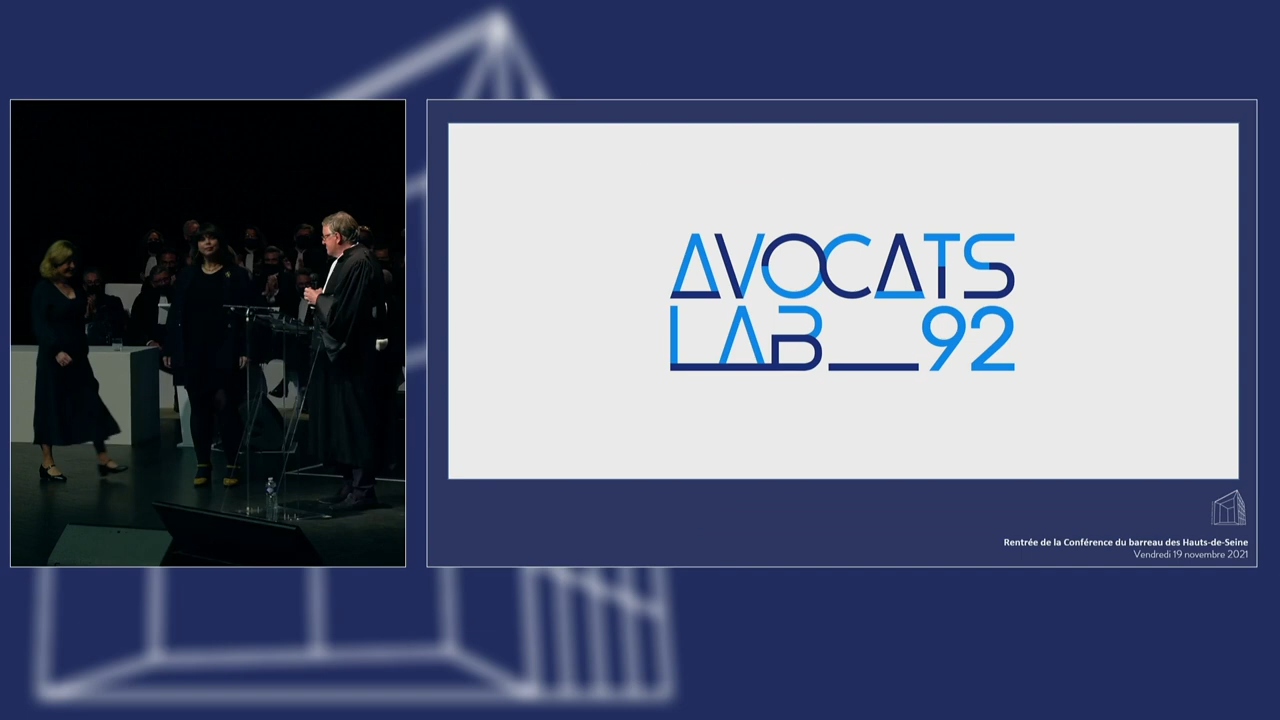 AVOCATS
LAB__92
Rentrée de la Conférence du barreau des Hauts-de-Seine
Vendredi 19 novembre 2021